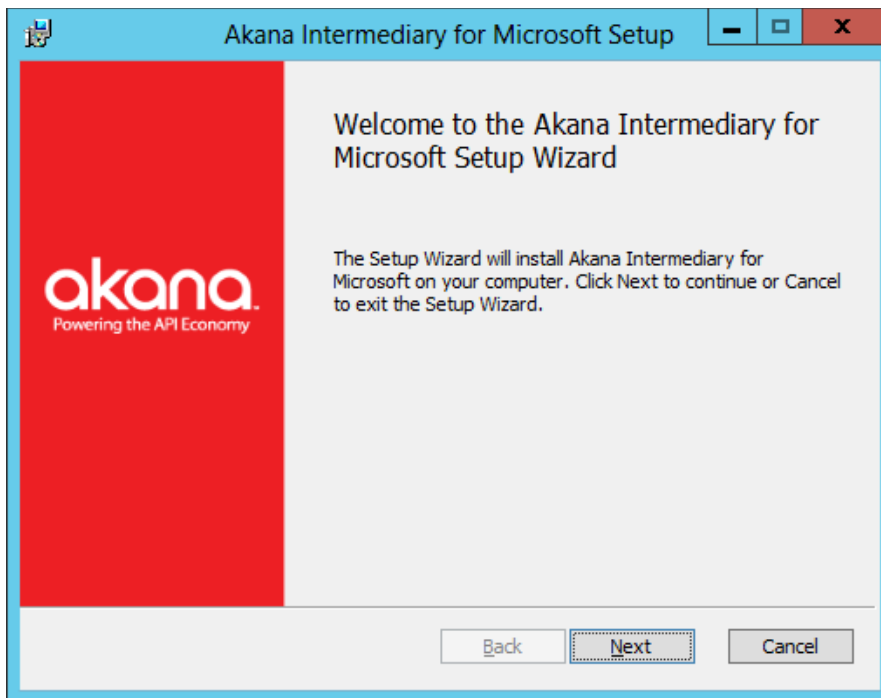 Akana Intermediary for Microsoft Setup
Welcome to the Akana Intermediary for
Microsoft Setup Wizard
The Setup Wizard will install Akana Intermediary for
Microsoft on your computer. Click Next to continue or Cancel
to exit the Setup Wizard.
akana.
Powering the API Economy
Back Next Cancel